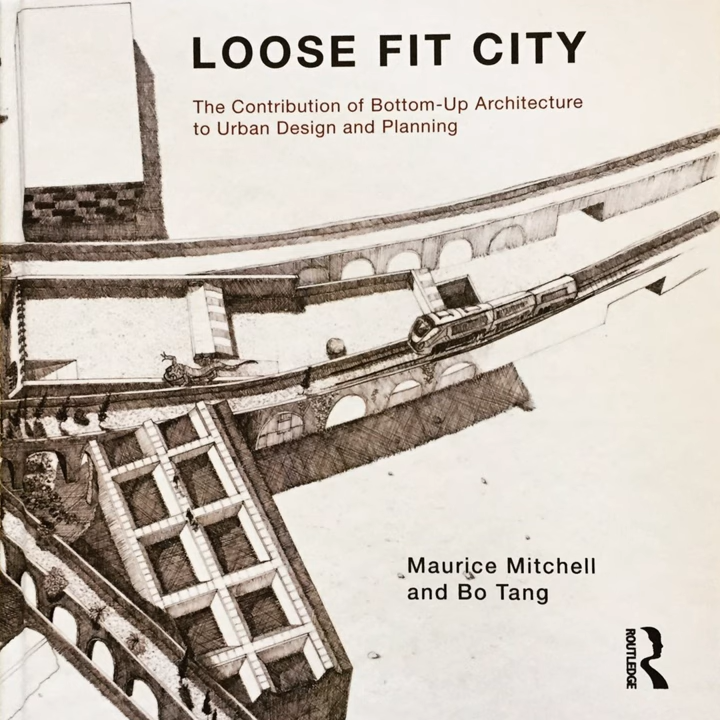 LOOSE FIT CITY
The Contribution of Bottom-Up Architecture
to Urban Design and Planning
Maurice Mitchell
and Bo Tang
ROUTLEDGE